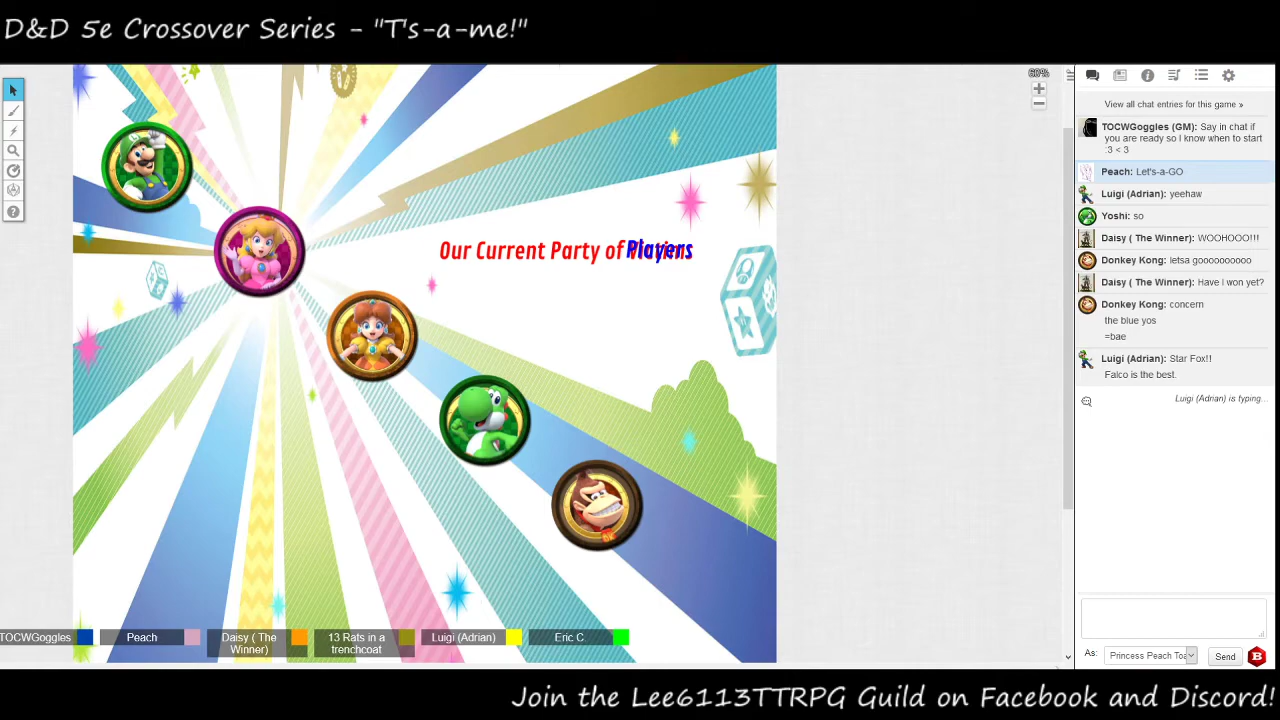 D&D 5e Crossover Series - "T's-a-me!"
60%
View all chat entries for this game »
TOCWGoggles (GM): Say in chat if
you are ready so I know when to start
:3 < 3
Peach: Let's-a-GO
Luigi (Adrian): yeehaw
Yoshi: so
Daisy ( The Winner): WOOHOO!!!
Donkey Kong: letsa gooooooooo
Daisy ( The Winner): Have I won yet?
Donkey Kong: concern
the blue yos
=bae
Luigi (Adrian): Star Fox!!
Falco is the best.
Luigi (Adrian) is typing...
Our Current Party of Players
L
DK
TOCWGoggles
Peach
Daisy ( The
Winner)
13 Rats in a
trenchcoat
Luigi (Adrian)
Eric C
As: Princess Peach Toa Send
B
Join the Lee6113TTRPG Guild on Facebook and Discord!